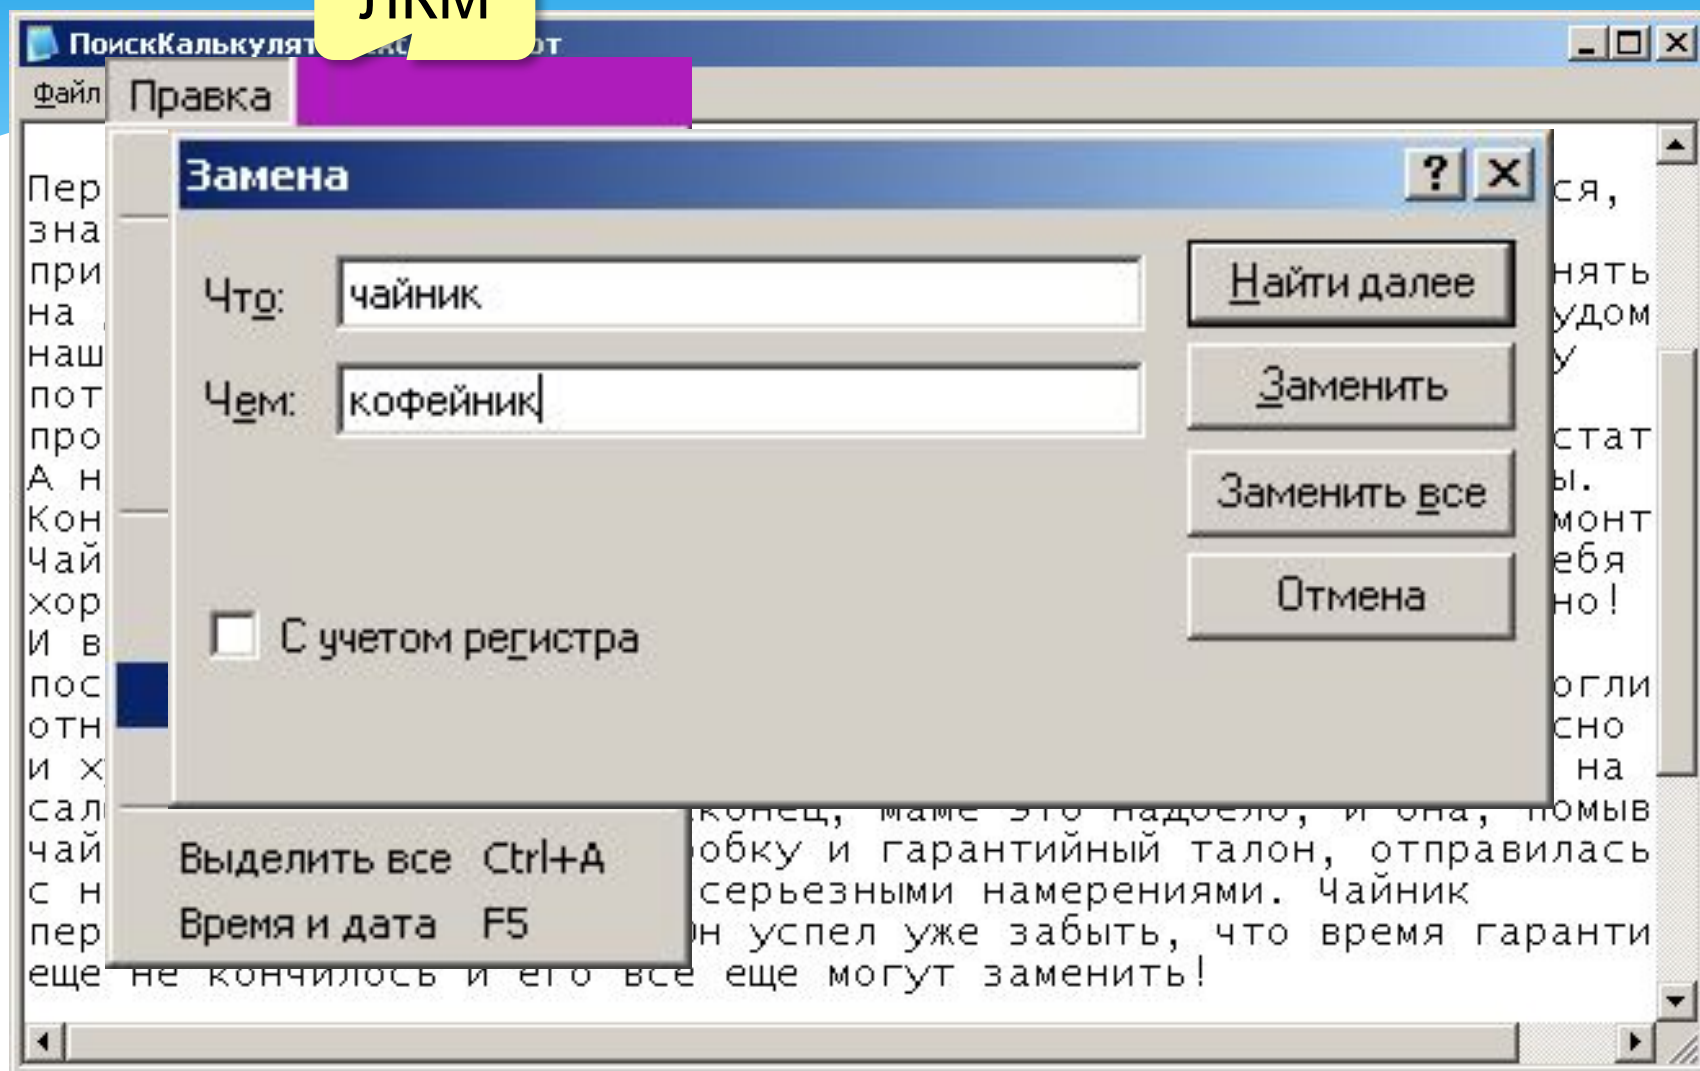 ЛКМ
ПоискКалькулят
Файл
Правка
Замена
Что: чайник
Найти далее
Чем: кофейник
Заменить
Заменить все
Отмена
С учетом регистра
Пер ся,
зна
при нять
на удом
наш у
пот
про стат
А н ы.
Кон монт
Чай ебя
хор но!
И в
пос огли
отн сно
и х на
сал конец, маме это надоело, и она, помыв
чай обку и гарантийный талон, отправилась
с н серьезными намерениями. Чайник
пер он успел уже забыть, что время гаранти
еще не кончилось и его все еще могут заменить!
Выделить все Ctrl+A
Время и дата F5